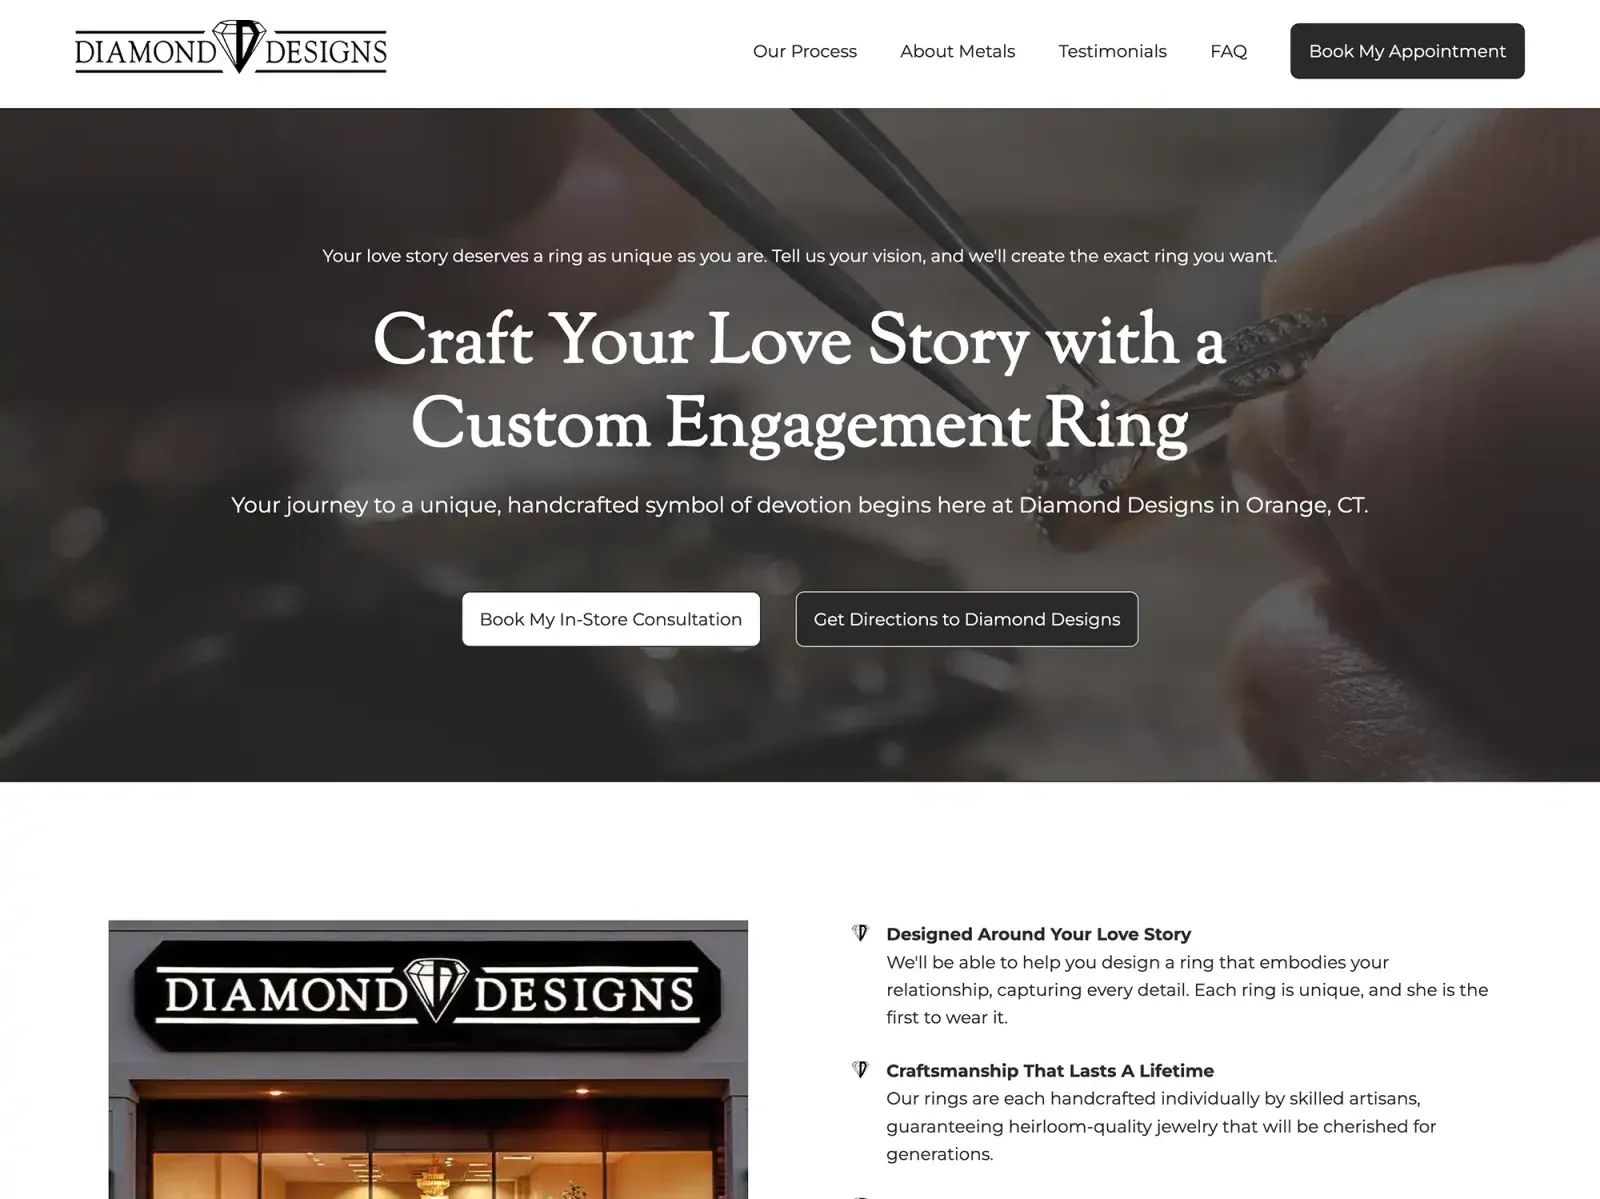 DIAMOND DESIGNS
Our Process
About Metals
Testimonials
FAQ
Book My Appointment
Your love story deserves a ring as unique as you are. Tell us your vision, and we'll create the exact ring you want.
Craft Your Love Story with a
Custom Engagement Ring
Your journey to a unique, handcrafted symbol of devotion begins here at Diamond Designs in Orange, CT.
Book My In-Store Consultation
Get Directions to Diamond Designs
DIAMOND DESIGNS
Designed Around Your Love Story
We'll be able to help you design a ring that embodies your
relationship, capturing every detail. Each ring is unique, and she is the
first to wear it.
Craftsmanship That Lasts A Lifetime
Our rings are each handcrafted individually by skilled artisans,
guaranteeing heirloom-quality jewelry that will be cherished for
generations.